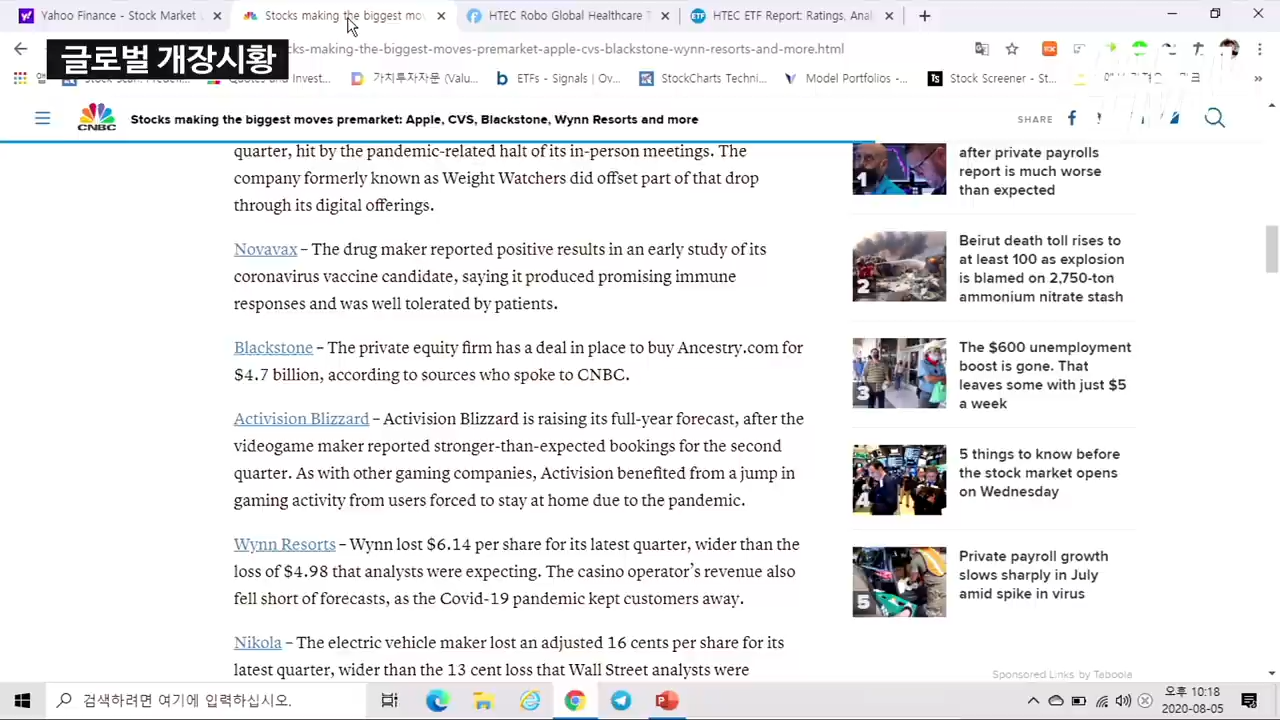 Yahoo Finance - Stock Market
Stocks making the biggest mov
HTEC Robo Global Healthcare T
HTEC ETF Report: Ratings, Ana
글로벌 개장시황
cks-making-the-biggest-moves-premarket-apple-cvs-blackstone-wynn-resorts-and-more.html
Quotes and Invest...
가치투자자문 (Valu...
ETFs - Signals | Ov...
StockCharts Techni...
Model Portfolios -...
Stock Screener - St...
CNBC
Stocks making the biggest moves premarket: Apple, CVS, Blackstone, Wynn Resorts and more
SHARE
quarter, hit by the pandemic-related halt of its in-person meetings. The
company formerly known as Weight Watchers did offset part of that drop
through its digital offerings.
Novavax – The drug maker reported positive results in an early study of its
coronavirus vaccine candidate, saying it produced promising immune
responses and was well tolerated by patients.
Blackstone – The private equity firm has a deal in place to buy Ancestry.com for
$4.7 billion, according to sources who spoke to CNBC.
Activision Blizzard – Activision Blizzard is raising its full-year forecast, after the
videogame maker reported stronger-than-expected bookings for the second
quarter. As with other gaming companies, Activision benefited from a jump in
gaming activity from users forced to stay at home due to the pandemic.
Wynn Resorts – Wynn lost $6.14 per share for its latest quarter, wider than the
loss of $4.98 that analysts were expecting. The casino operator's revenue also
fell short of forecasts, as the Covid-19 pandemic kept customers away.
Nikola – The electric vehicle maker lost an adjusted 16 cents per share for its
latest quarter, wider than the 13 cent loss that Wall Street analysts were
1
after private payrolls
report is much worse
than expected
2
Beirut death toll rises to
at least 100 as explosion
is blamed on 2,750-ton
ammonium nitrate stash
3
The $600 unemployment
boost is gone. That
leaves some with just $5
a week
4
5 things to know before
the stock market opens
on Wednesday
5
Private payroll growth
slows sharply in July
amid spike in virus
Sponsored Links by Taboola
검색하려면 여기에 입력하십시오.
오후 10:18
2020-08-05